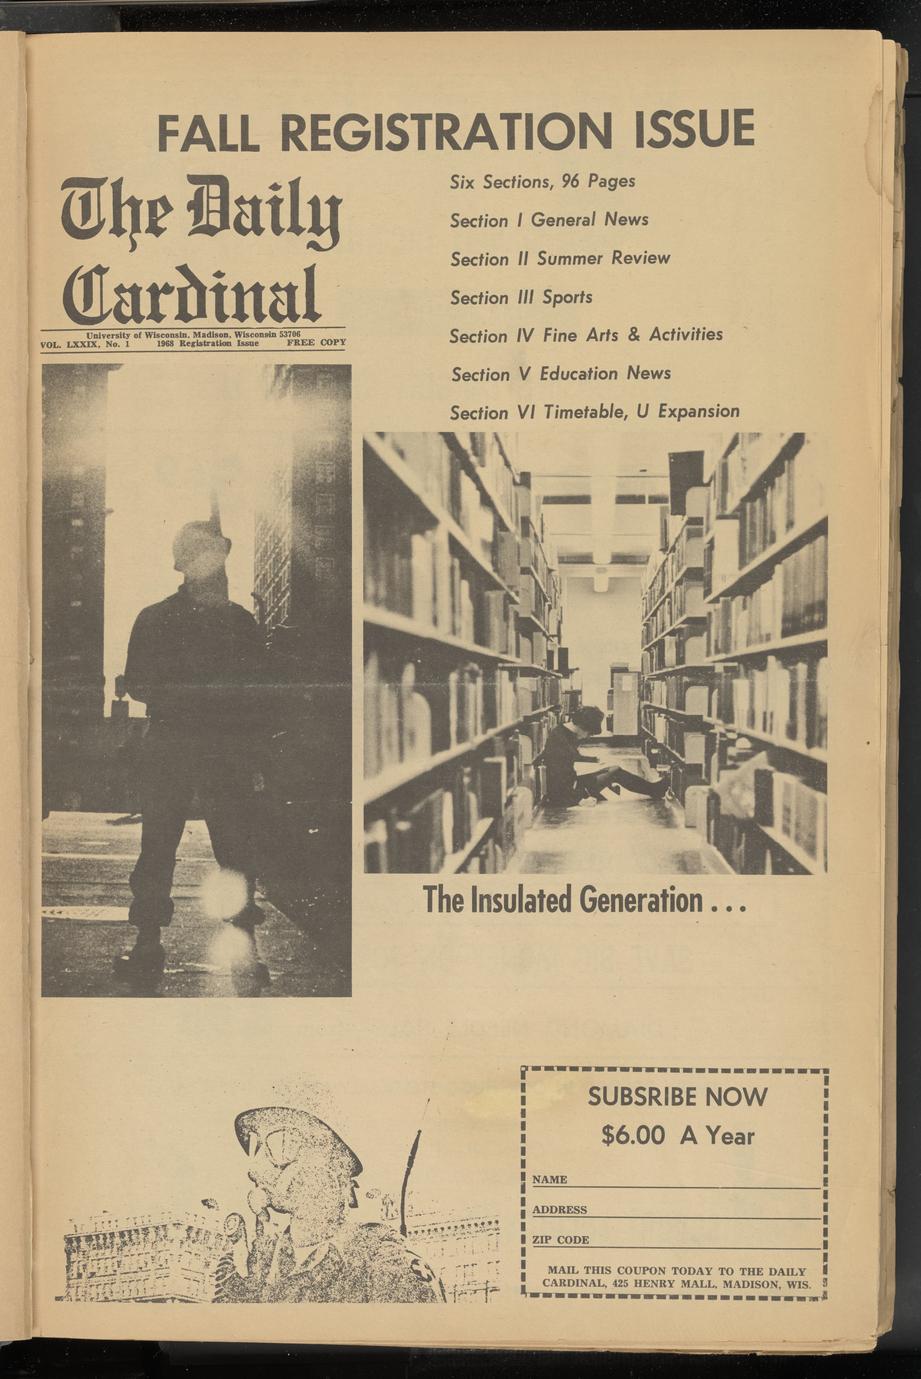 FALL REGISTRATION ISSUE
The Daily
Cardinal
University of Wisconsin, Madison, Wisconsin 53706
VOL. LXXIX, No. 1 1968 Registration Issue FREE COPY
Six Sections, 96 Pages
Section I General News
Section II Summer Review
Section III Sports
Section IV Fine Arts & Activities
Section V Education News
Section VI Timetable, U Expansion
The Insulated Generation . . .
SUBSRIBE NOW
$6.00 A Year
NAME
ADDRESS
ZIP CODE
MAIL THIS COUPON TODAY TO THE DAILY
CARDINAL, 425 HENRY MALL, MADISON, WIS.